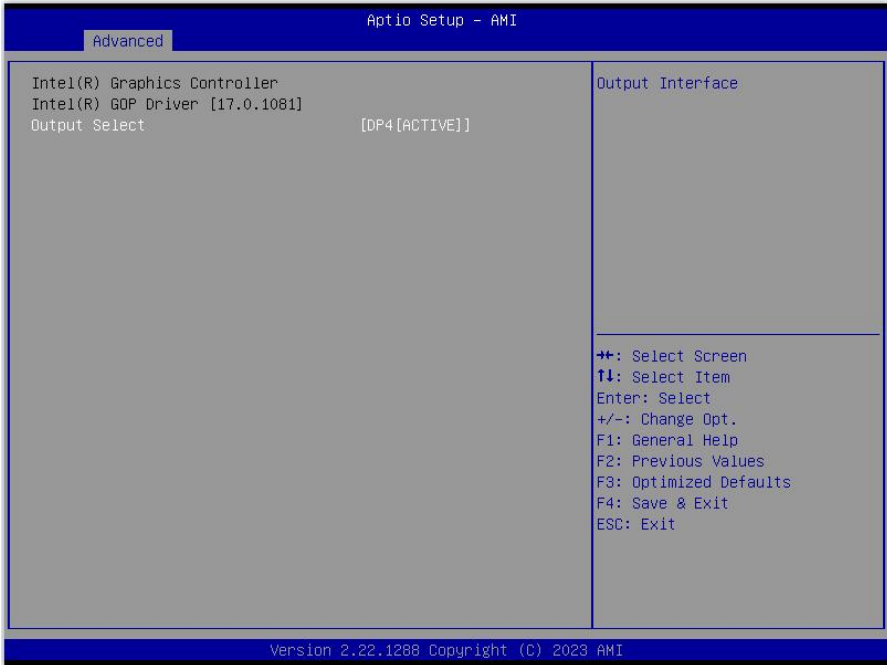 Aptio Setup – AMI
Advanced
Intel(R) Graphics Controller
Intel(R) GOP Driver [17.0.1081]
Output Select [DP4[ACTIVE]]
Output Interface
→←: Select Screen
↑↓: Select Item
Enter: Select
+/-: Change Opt.
F1: General Help
F2: Previous Values
F3: Optimized Defaults
F4: Save & Exit
ESC: Exit
Version 2.22.1288 Copyright (C) 2023 AMI